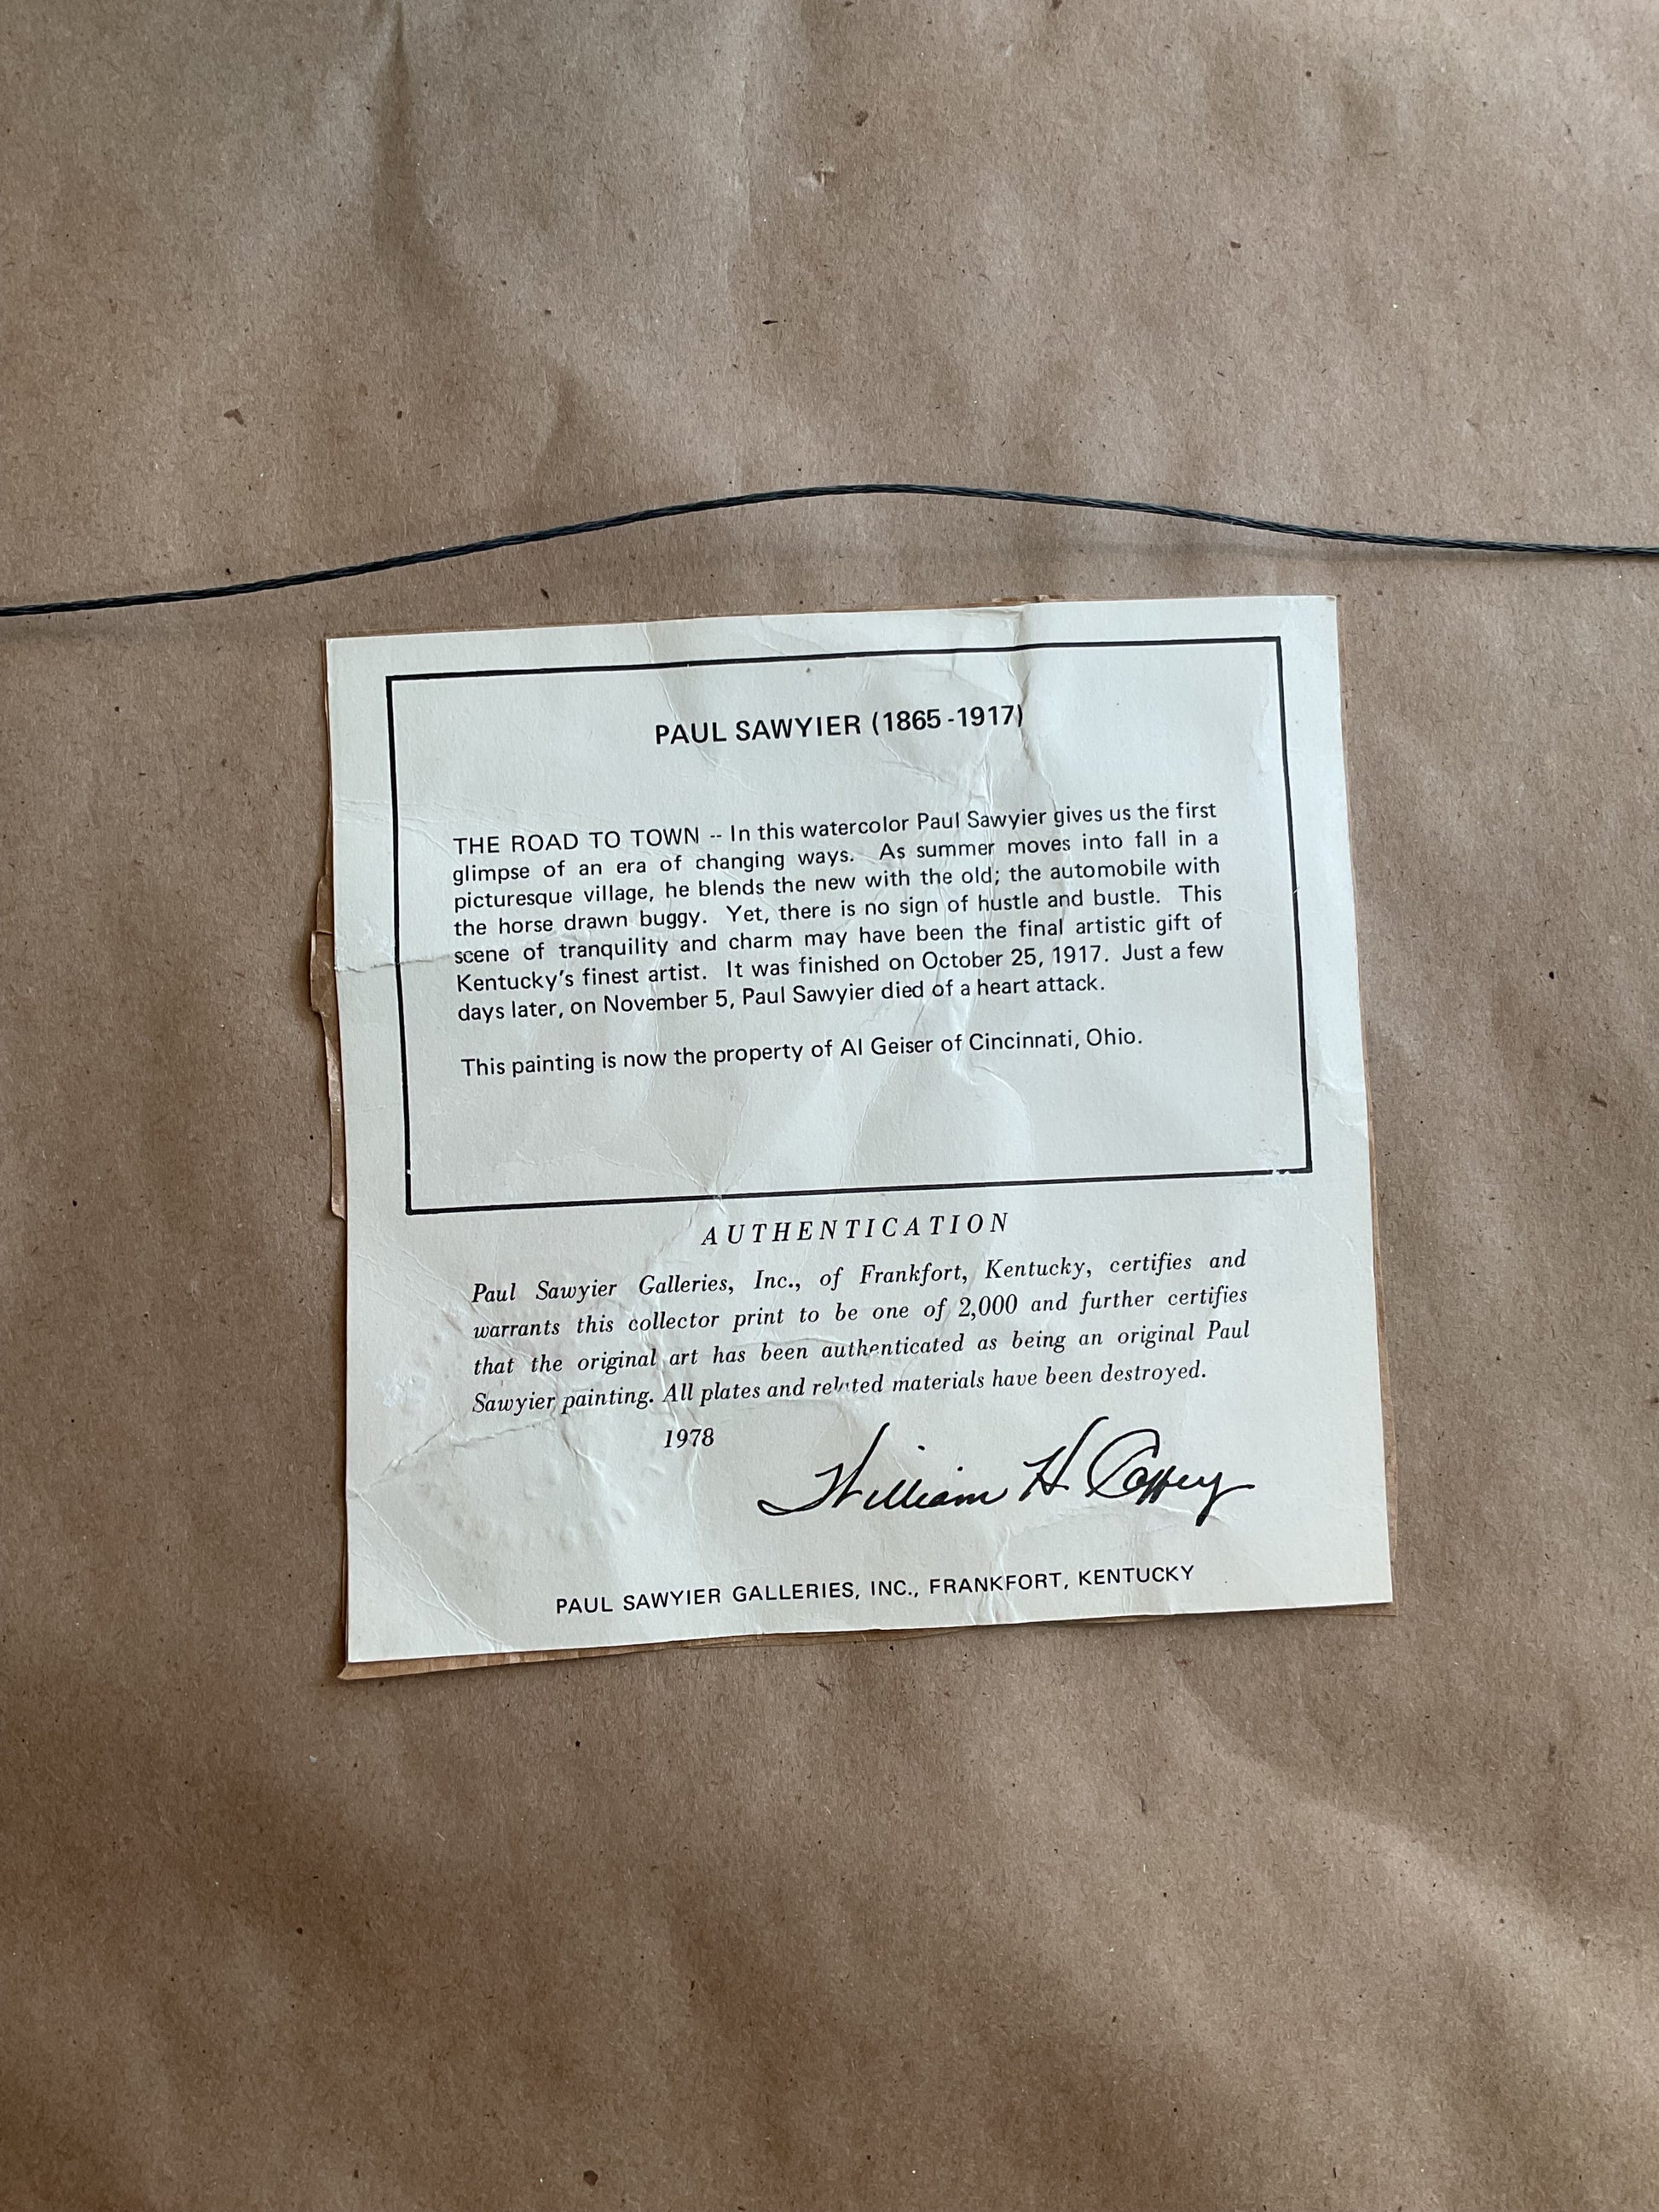 PAUL SAWYIER (1865-1917)
THE ROAD TO TOWN -- In this watercolor Paul Sawyier gives us the first
glimpse of an era of changing ways. As summer moves into fall in a
picturesque village, he blends the new with the old; the automobile with
the horse drawn buggy. Yet, there is no sign of hustle and bustle. This
scene of tranquility and charm may have been the final artistic gift of
Kentucky's finest artist. It was finished on October 25, 1917. Just a few
days later, on November 5, Paul Sawyier died of a heart attack.
This painting is now the property of Al Geiser of Cincinnati, Ohio.
AUTHENTICATION
Paul Sawyier Galleries, Inc., of Frankfort, Kentucky, certifies and
warrants this collector print to be one of 2,000 and further certifies
that the original art has been authenticated as being an original Paul
Sawyier painting. All plates and related materials have been destroyed.
1978
William H Coffey
PAUL SAWYIER GALLERIES, INC., FRANKFORT, KENTUCKY